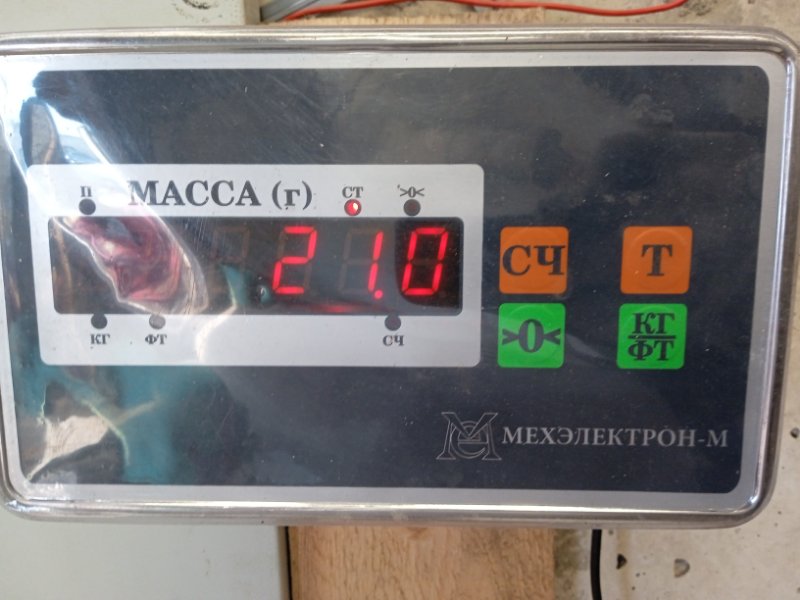 МАССА (г)
П
СТ
>0<
21.0
КГ
ФТ
СЧ
СЧ
Т
>0<
КГ
ФТ
МЕХЭЛЕКТРОН-М